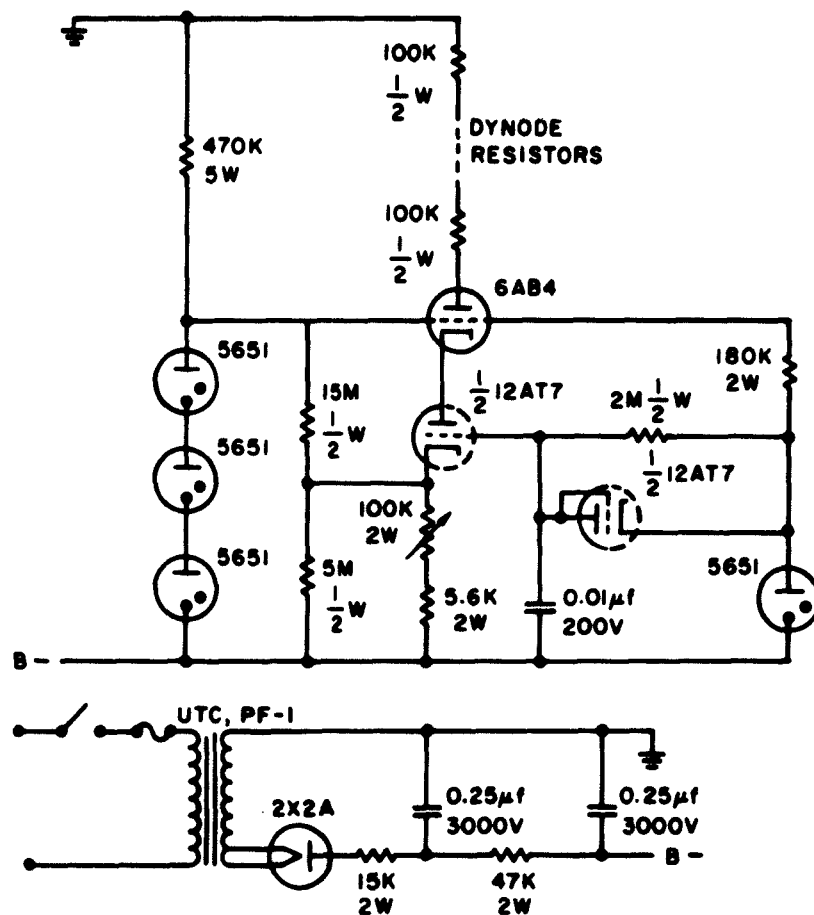 100K
1/2 W
DYNODE
RESISTORS
470K
5W
100K
1/2 W
6AB4
5651
180K
2W
15M
1/2 W
1/2 12AT7
2M 1/2 W
5651
1/2 12AT7
100K
2W
5651
5M
1/2 W
5.6K
2W
0.01µf
200V
5651
B -
UTC, PF-1
2X2A
0.25µf
3000V
0.25µf
3000V
15K
2W
47K
2W
B -